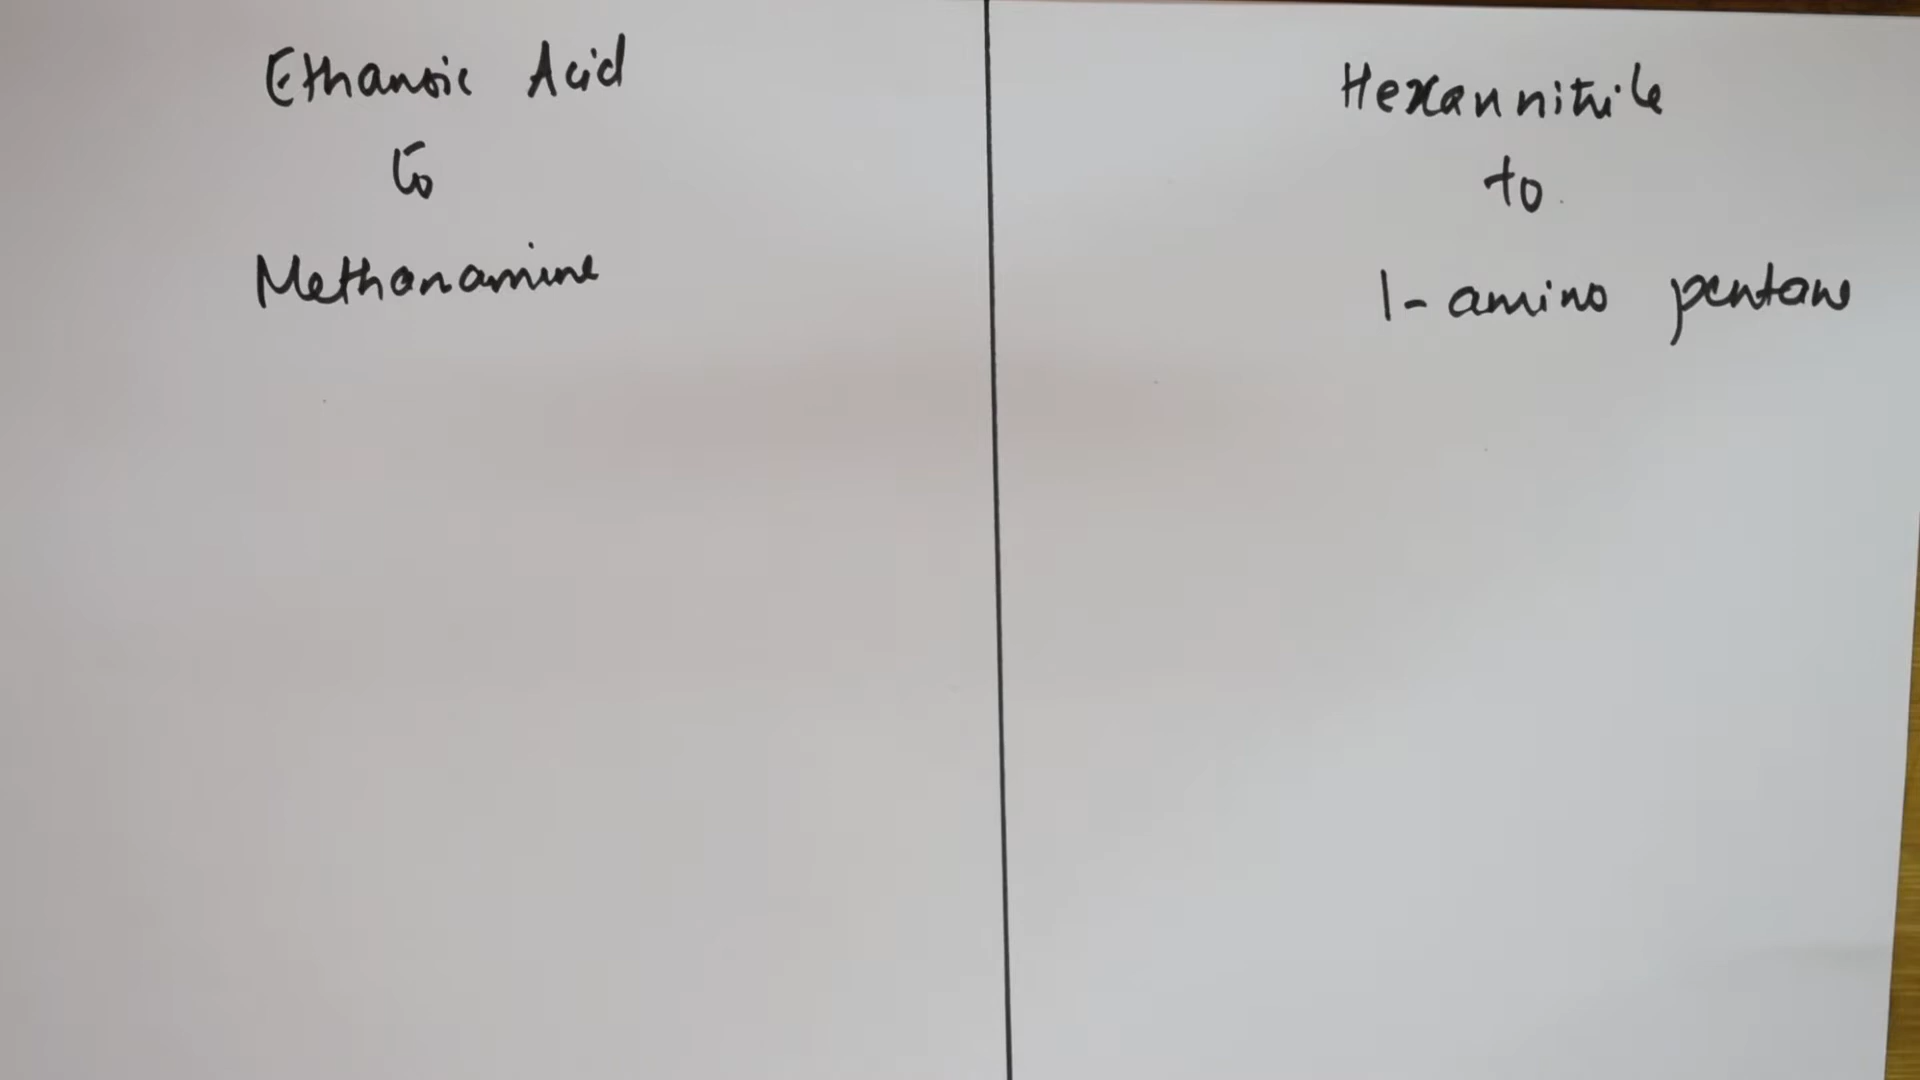 Ethanoic Acid
to
Methanamine
Hexannitrile
to
1-amino pentane